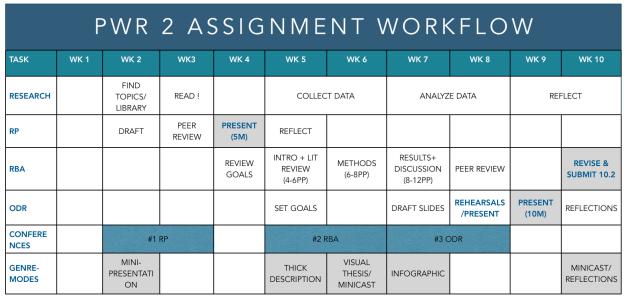 PWR 2 ASSIGNMENT WORKFLOW
TASK WK 1 WK 2 WK3 WK 4 WK 5 WK 6 WK 7 WK 8 WK 9 WK 10
RESEARCH
FIND
TOPICS/
LIBRARY
READ !
COLLECT DATA
ANALYZE DATA
REFLECT
RP
DRAFT
PEER
REVIEW
PRESENT
(5M)
REFLECT
RBA
REVIEW
GOALS
INTRO + LIT
REVIEW
(4-6PP)
METHODS
(6-8PP)
RESULTS+
DISCUSSION
(8-12PP)
PEER REVIEW
REVISE &
SUBMIT 10.2
ODR
SET GOALS
DRAFT SLIDES
REHEARSALS
/PRESENT
PRESENT
(10M)
REFLECTIONS
CONFERE
NCES
#1 RP
#2 RBA
#3 ODR
GENRE-
MODES
MINI-
PRESENTATI
ON
THICK
DESCRIPTION
VISUAL
THESIS/
MINICAST
INFOGRAPHIC
MINICAST/
REFLECTIONS